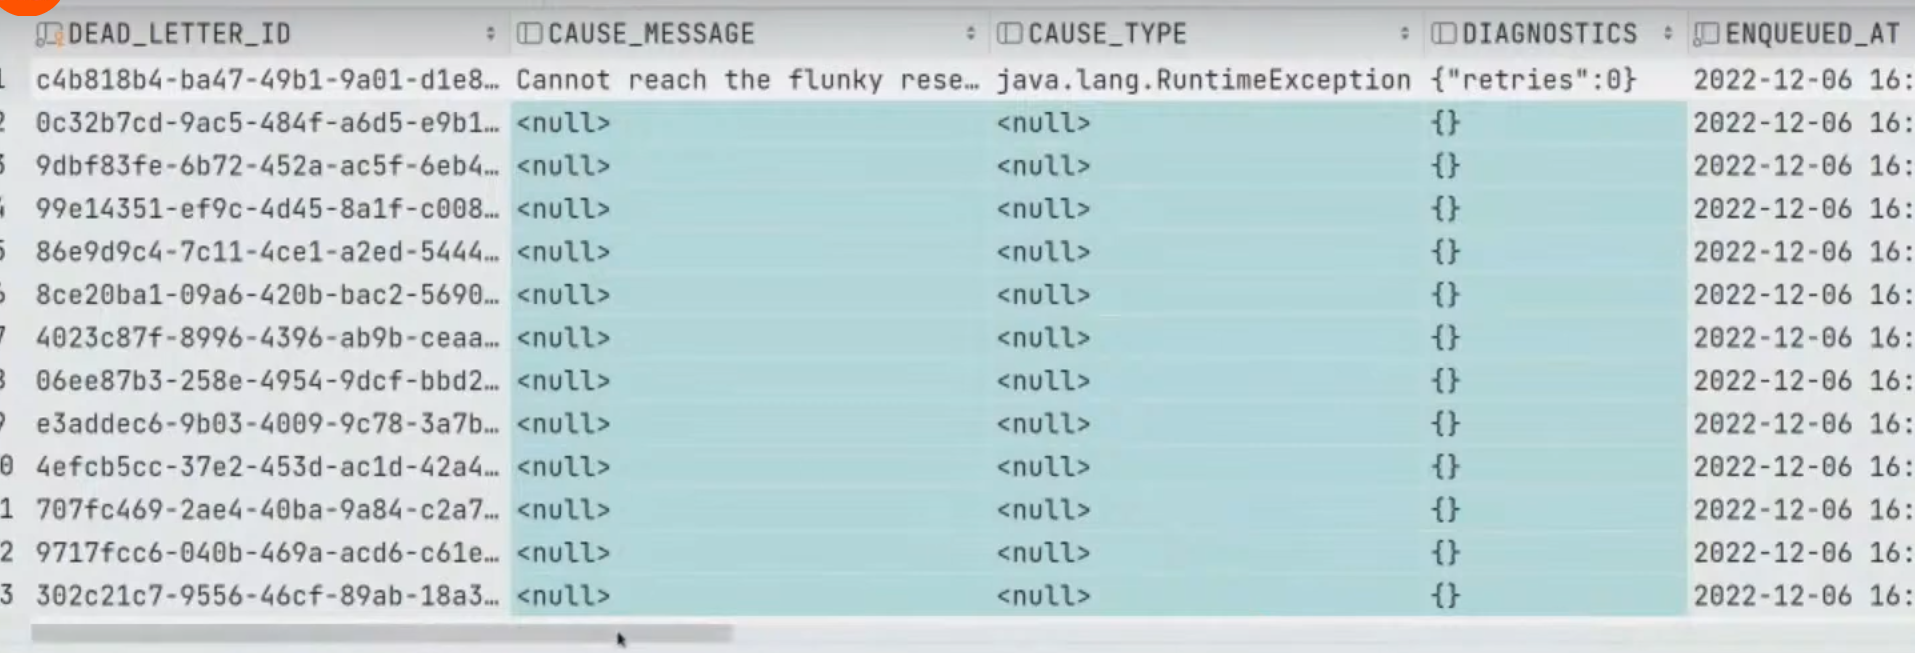 DEAD_LETTER_ID CAUSE_MESSAGE CAUSE_TYPE DIAGNOSTICS ENQUEUED_AT
1 c4b818b4-ba47-49b1-9a01-d1e8… Cannot reach the flunky rese… java.lang.RuntimeException {"retries":0} 2022-12-06 16:
2 0c32b7cd-9ac5-484f-a6d5-e9b1… <null> <null> {} 2022-12-06 16:
3 9dbf83fe-6b72-452a-ac5f-6eb4… <null> <null> {} 2022-12-06 16:
4 99e14351-ef9c-4d45-8a1f-c008… <null> <null> {} 2022-12-06 16:
5 86e9d9c4-7c11-4ce1-a2ed-5444… <null> <null> {} 2022-12-06 16:
6 8ce20ba1-09a6-420b-bac2-5690… <null> <null> {} 2022-12-06 16:
7 4023c87f-8996-4396-ab9b-ceaa… <null> <null> {} 2022-12-06 16:
8 06ee87b3-258e-4954-9dcf-bbd2… <null> <null> {} 2022-12-06 16:
9 e3addec6-9b03-4009-9c78-3a7b… <null> <null> {} 2022-12-06 16:
0 4efcb5cc-37e2-453d-ac1d-42a4… <null> <null> {} 2022-12-06 16:
1 707fc469-2ae4-40ba-9a84-c2a7… <null> <null> {} 2022-12-06 16:
2 9717fcc6-040b-469a-acd6-c61e… <null> <null> {} 2022-12-06 16:
3 302c21c7-9556-46cf-89ab-18a3… <null> <null> {} 2022-12-06 16: